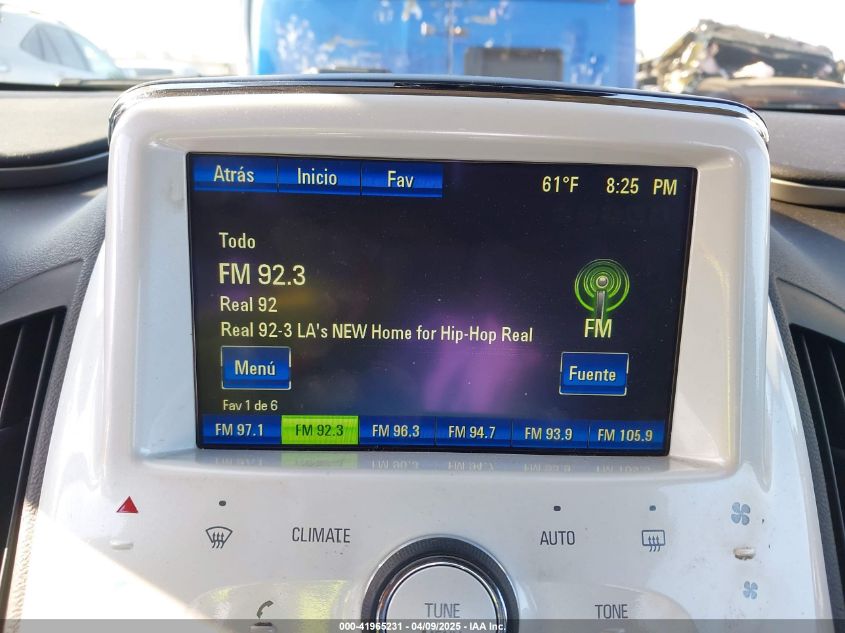 Atrás Inicio Fav 61°F 8:25 PM
Todo
FM 92.3
Real 92
Real 92-3 LA's NEW Home for Hip-Hop Real
FM
Menú Fuente
Fav 1 de 6
FM 97.1 FM 92.3 FM 96.3 FM 94.7 FM 93.9 FM 105.9
CLIMATE AUTO
TUNE TONE
000-41965231 - 04/09/2025 - IAA Inc.